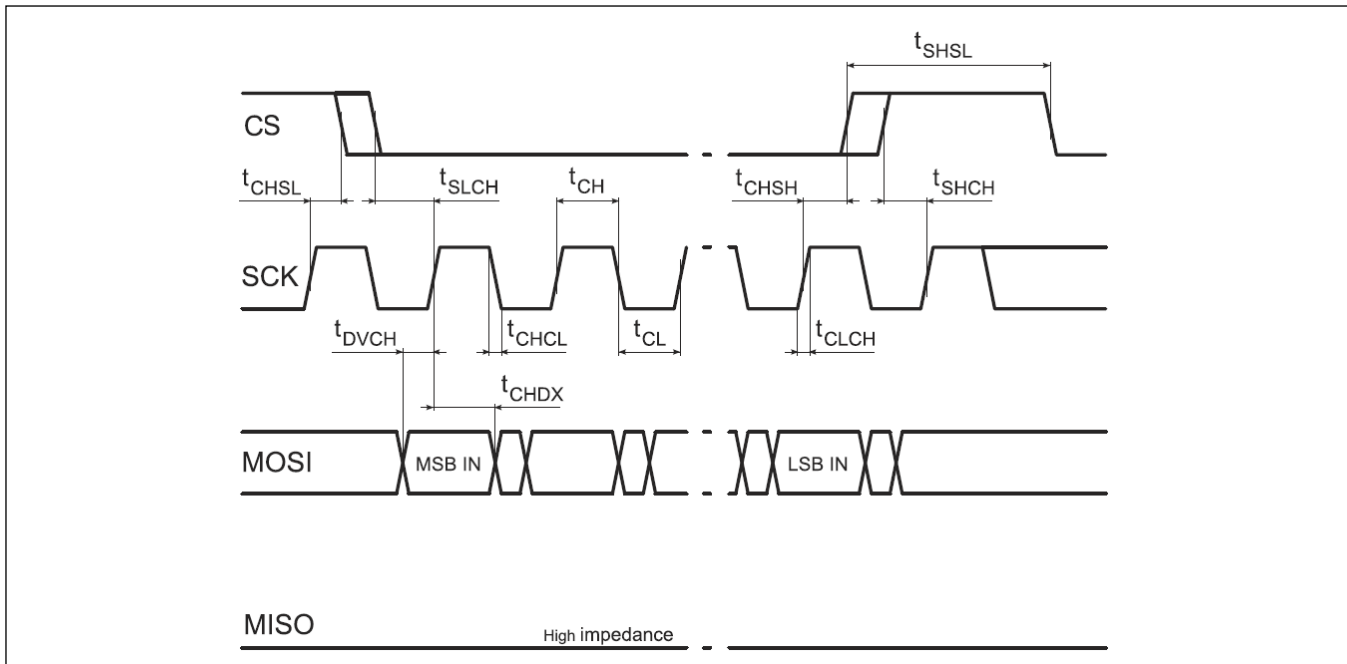 tSHSL
CS
tCHSL tSLCH tCH tCHSH tSHCH
SCK
tDVCH tCHCL tCL tCLCH
tCHDX
MOSI MSB IN LSB IN
MISO High impedance